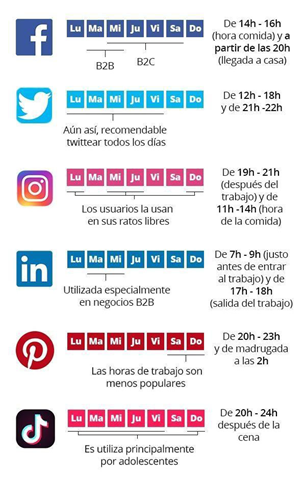 Lu Ma Mi Ju Vi Sa Do
B2B
B2C
De 14h - 16h
(hora comida) y a
partir de las 20h
(llegada a casa)
Lu Ma Mi Ju Vi Sa Do
Aún así, recomendable
twittear todos los días
De 12h - 18h
y de 21h -22h
Lu Ma Mi Ju Vi Sa Do
Los usuarios la usan
en sus ratos libres
De 19h - 21h
(después del
trabajo) y de
11h -14h (hora
de la comida)
in
Lu Ma Mi Ju Vi Sa Do
Utilizada especialmente
en negocios B2B
De 7h - 9h (justo
antes de entrar
al trabajo) y de
17h - 18h
(salida del trabajo)
Lu Ma Mi Ju Vi Sa Do
Las horas de trabajo son
menos populares
De 20h - 23h
y de madrugada
a las 2h
Lu Ma Mi Ju Vi Sa Do
Es utiliza principalmente
por adolescentes
De 20h - 24h
después de la
cena